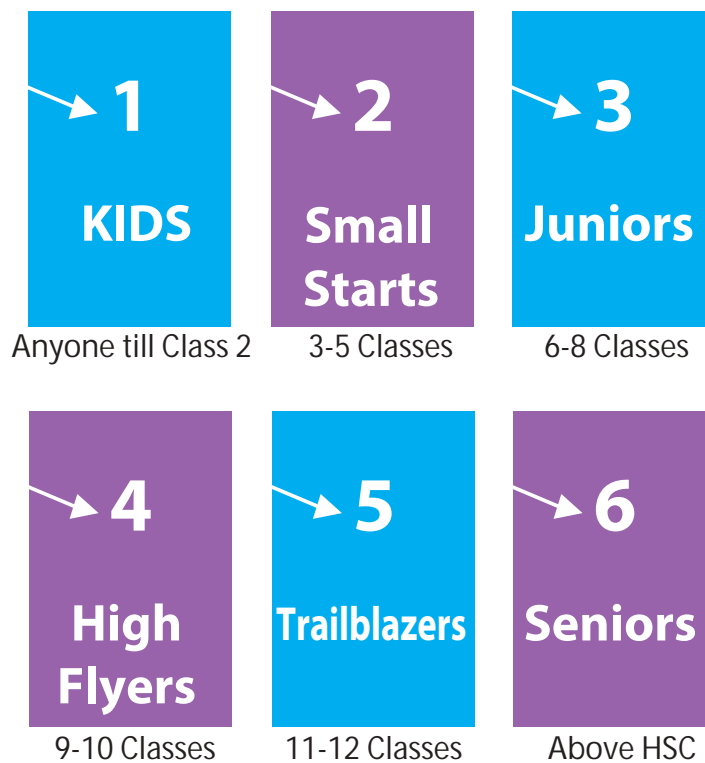 1
KIDS
Anyone till Class 2
2
Small
Starts
3-5 Classes
3
Juniors
6-8 Classes
4
High
Flyers
9-10 Classes
5
Trailblazers
11-12 Classes
6
Seniors
Above HSC